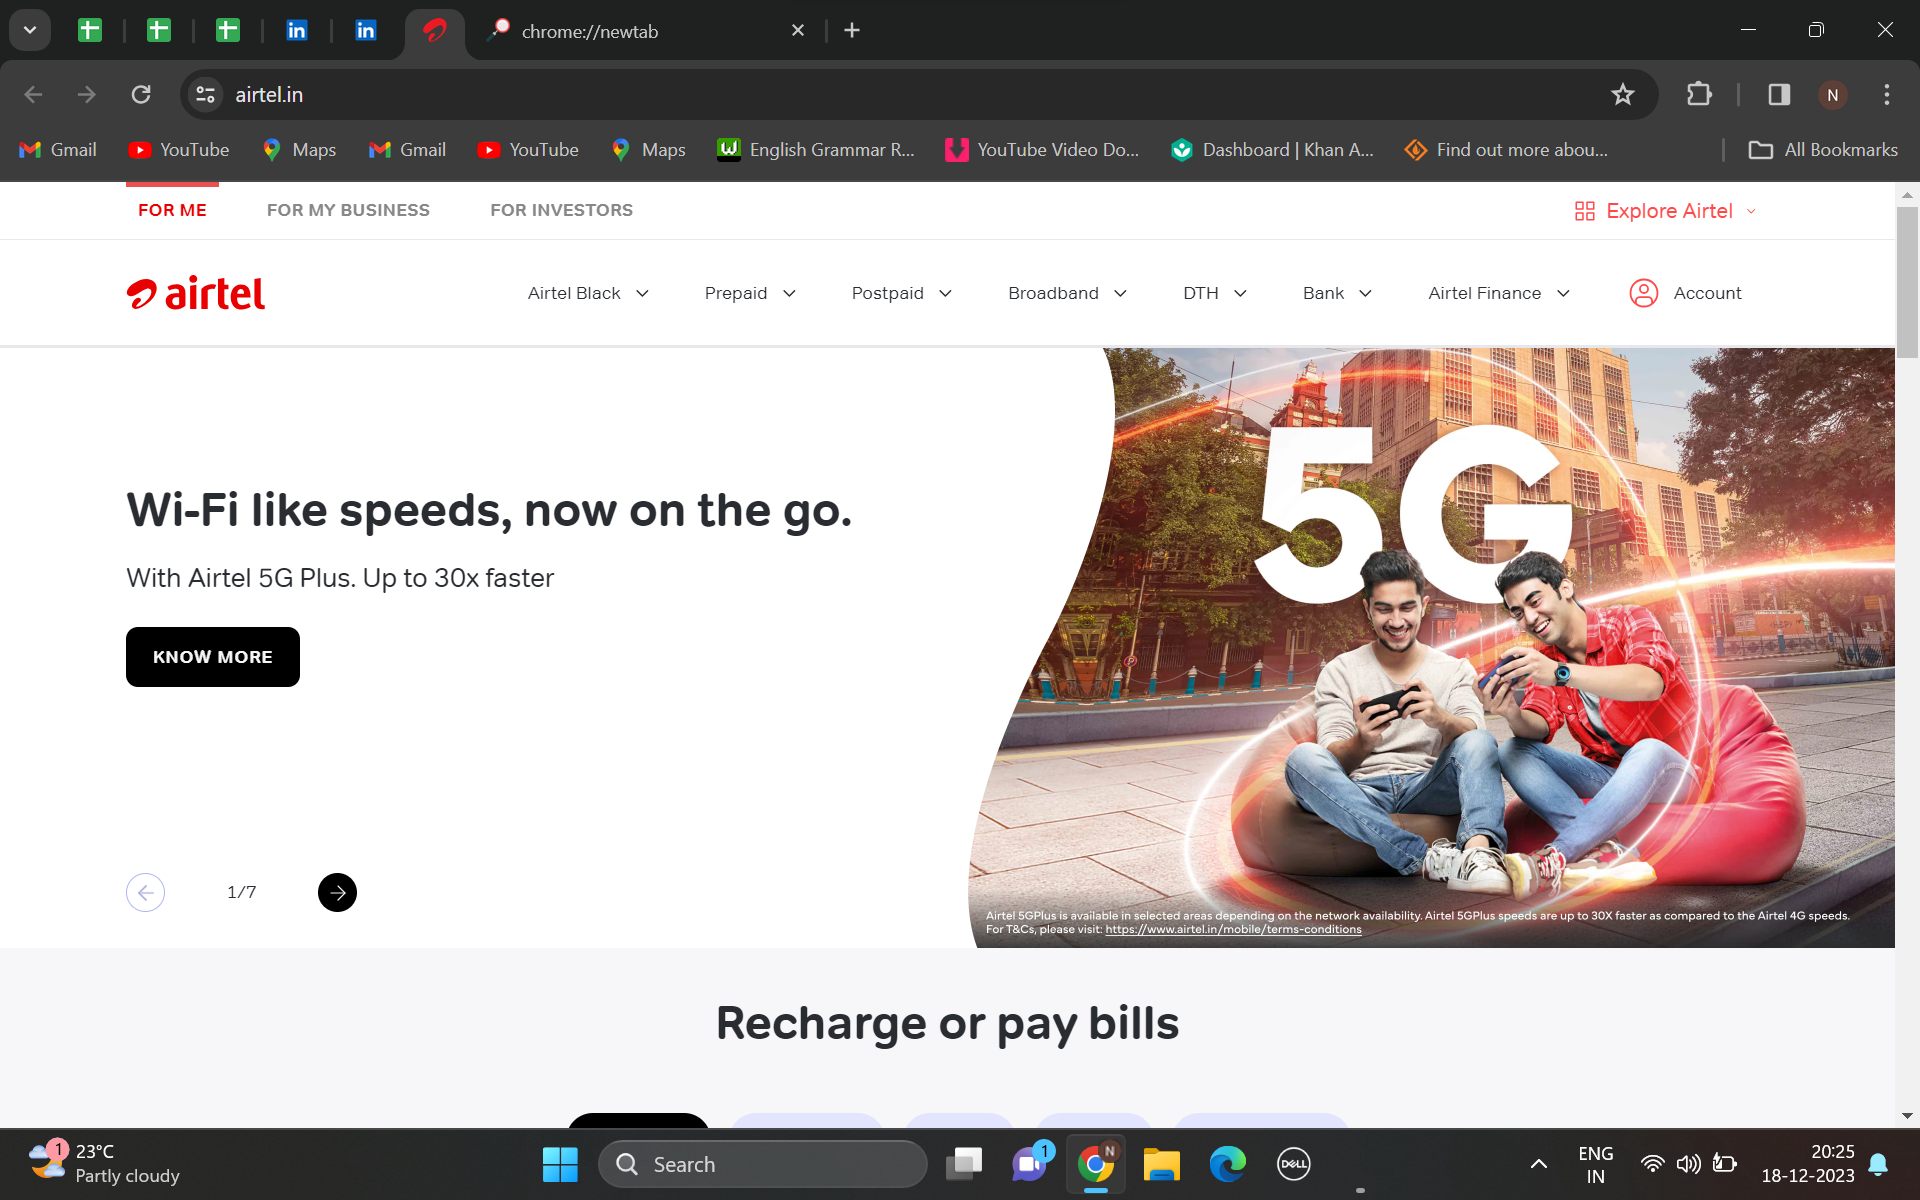 chrome://newtab
airtel.in
Gmail
YouTube
Maps
Gmail
YouTube
Maps
English Grammar R...
YouTube Video Do...
Dashboard | Khan A...
Find out more abou...
All Bookmarks
FOR ME
FOR MY BUSINESS
FOR INVESTORS
Explore Airtel
airtel
Airtel Black
Prepaid
Postpaid
Broadband
DTH
Bank
Airtel Finance
Account
5G
Wi-Fi like speeds, now on the go.
With Airtel 5G Plus. Up to 30x faster
KNOW MORE
1/7
Airtel 5GPlus is available in selected areas depending on the network availability. Airtel 5GPlus speeds are up to 30X faster as compared to the Airtel 4G speeds.
For T&Cs, please visit: https://www.airtel.in/mobile/terms-conditions
Recharge or pay bills
1
23°C
Partly cloudy
Search
1
N
DELL
ENG
IN
20:25
18-12-2023
in
in
N